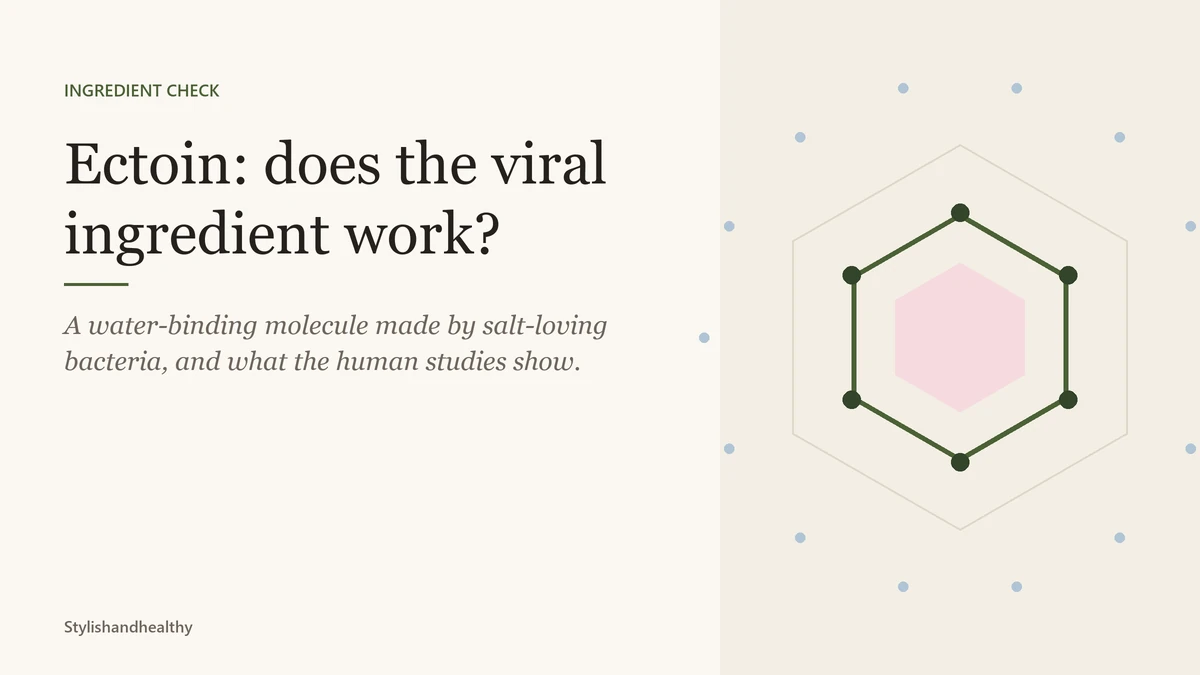 INGREDIENT CHECK
Ectoin: does the viral
ingredient work?
A water-binding molecule made by salt-loving
bacteria, and what the human studies show.
Stylishandhealthy